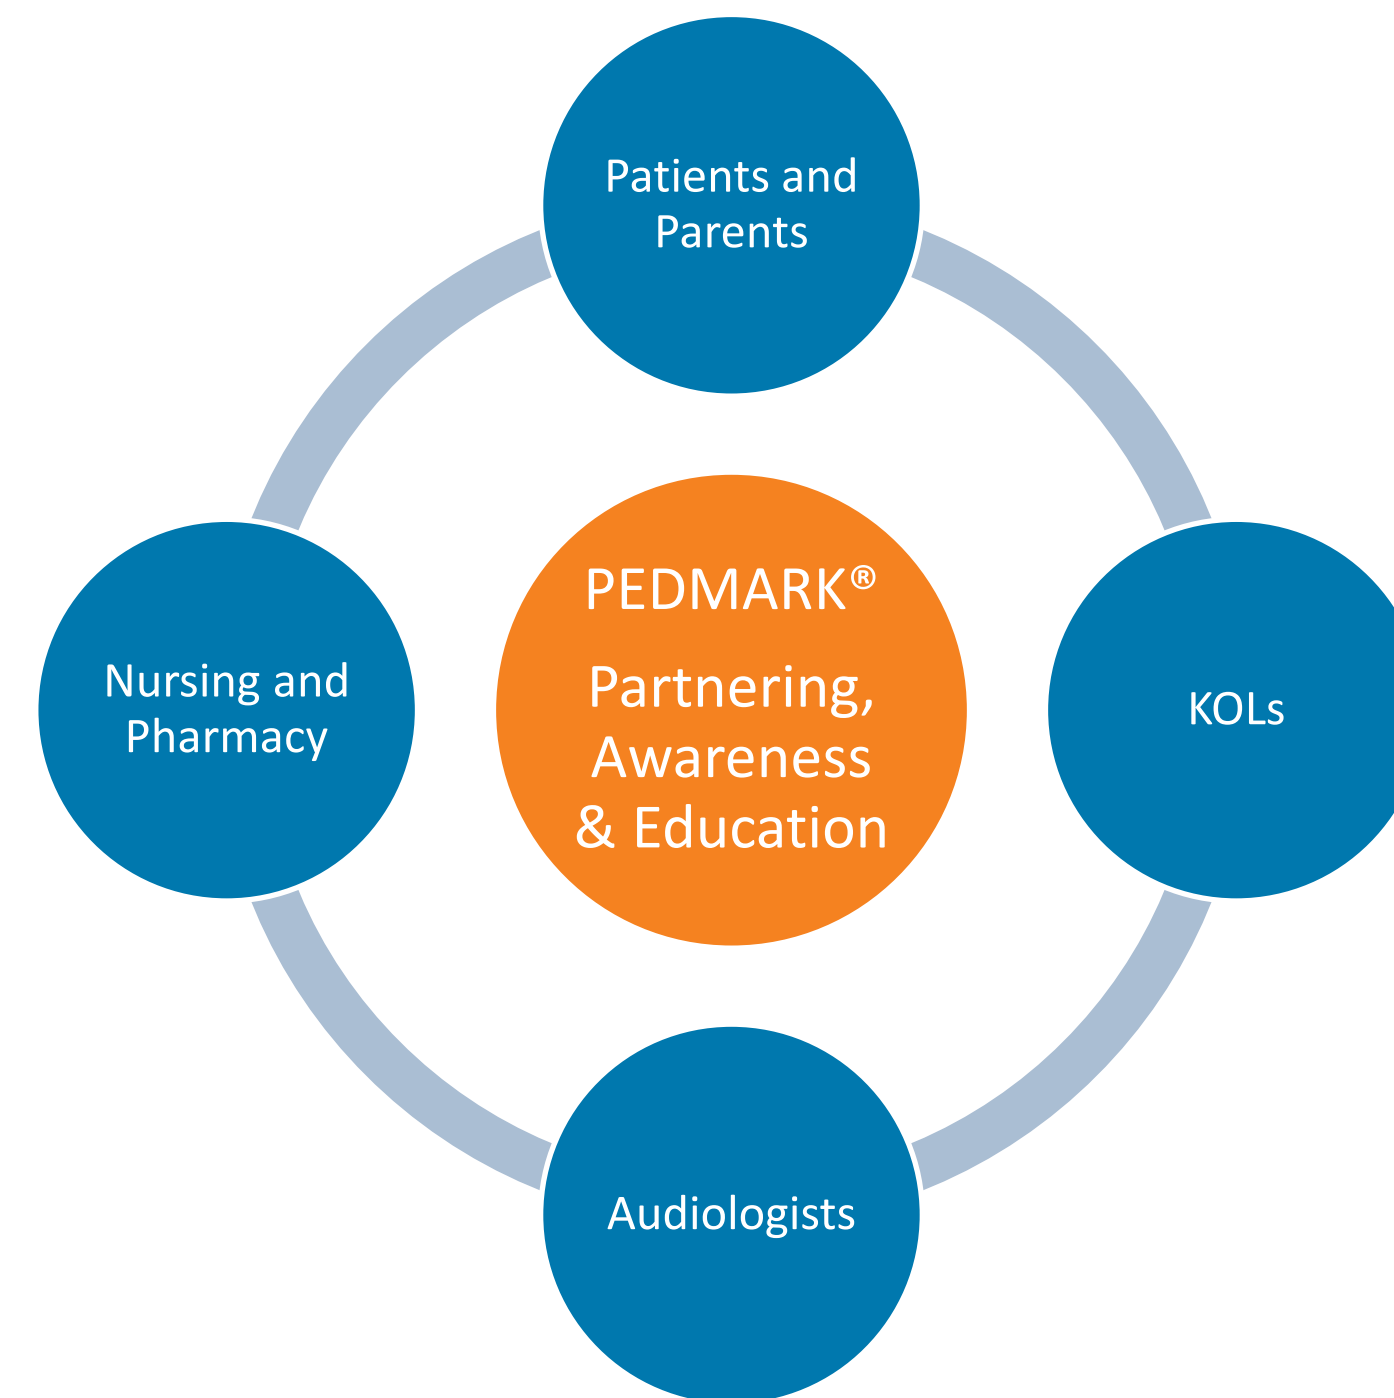 Patients and
Parents
PEDMARK®
Partnering,
Awareness
& Education
Nursing and
Pharmacy
KOLs
Audiologists